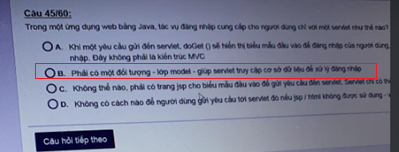 Câu 45/60:
Trong một ứng dụng web bằng Java, tác vụ đăng nhập cung cấp cho người dùng chỉ với một servlet như thế nào?
A. Khi một yêu cầu gửi đến servlet, doGet () sẽ hiển thị biểu mẫu đầu vào để đăng nhập của người dùng,
nhập. Đây không phải là kiến trúc MVC
B. Phải có một đối tượng - lớp model - giúp servlet truy cập cơ sở dữ liệu để xử lý đăng nhập
C. Không thể nào, phải có trang jsp cho biểu mẫu đầu vào để gửi yêu cầu đến servlet. Servlet chỉ có
D. Không có cách nào để người dùng gửi yêu cầu tới servlet do nếu jsp / html không được sử dụng -
Câu hỏi tiếp theo